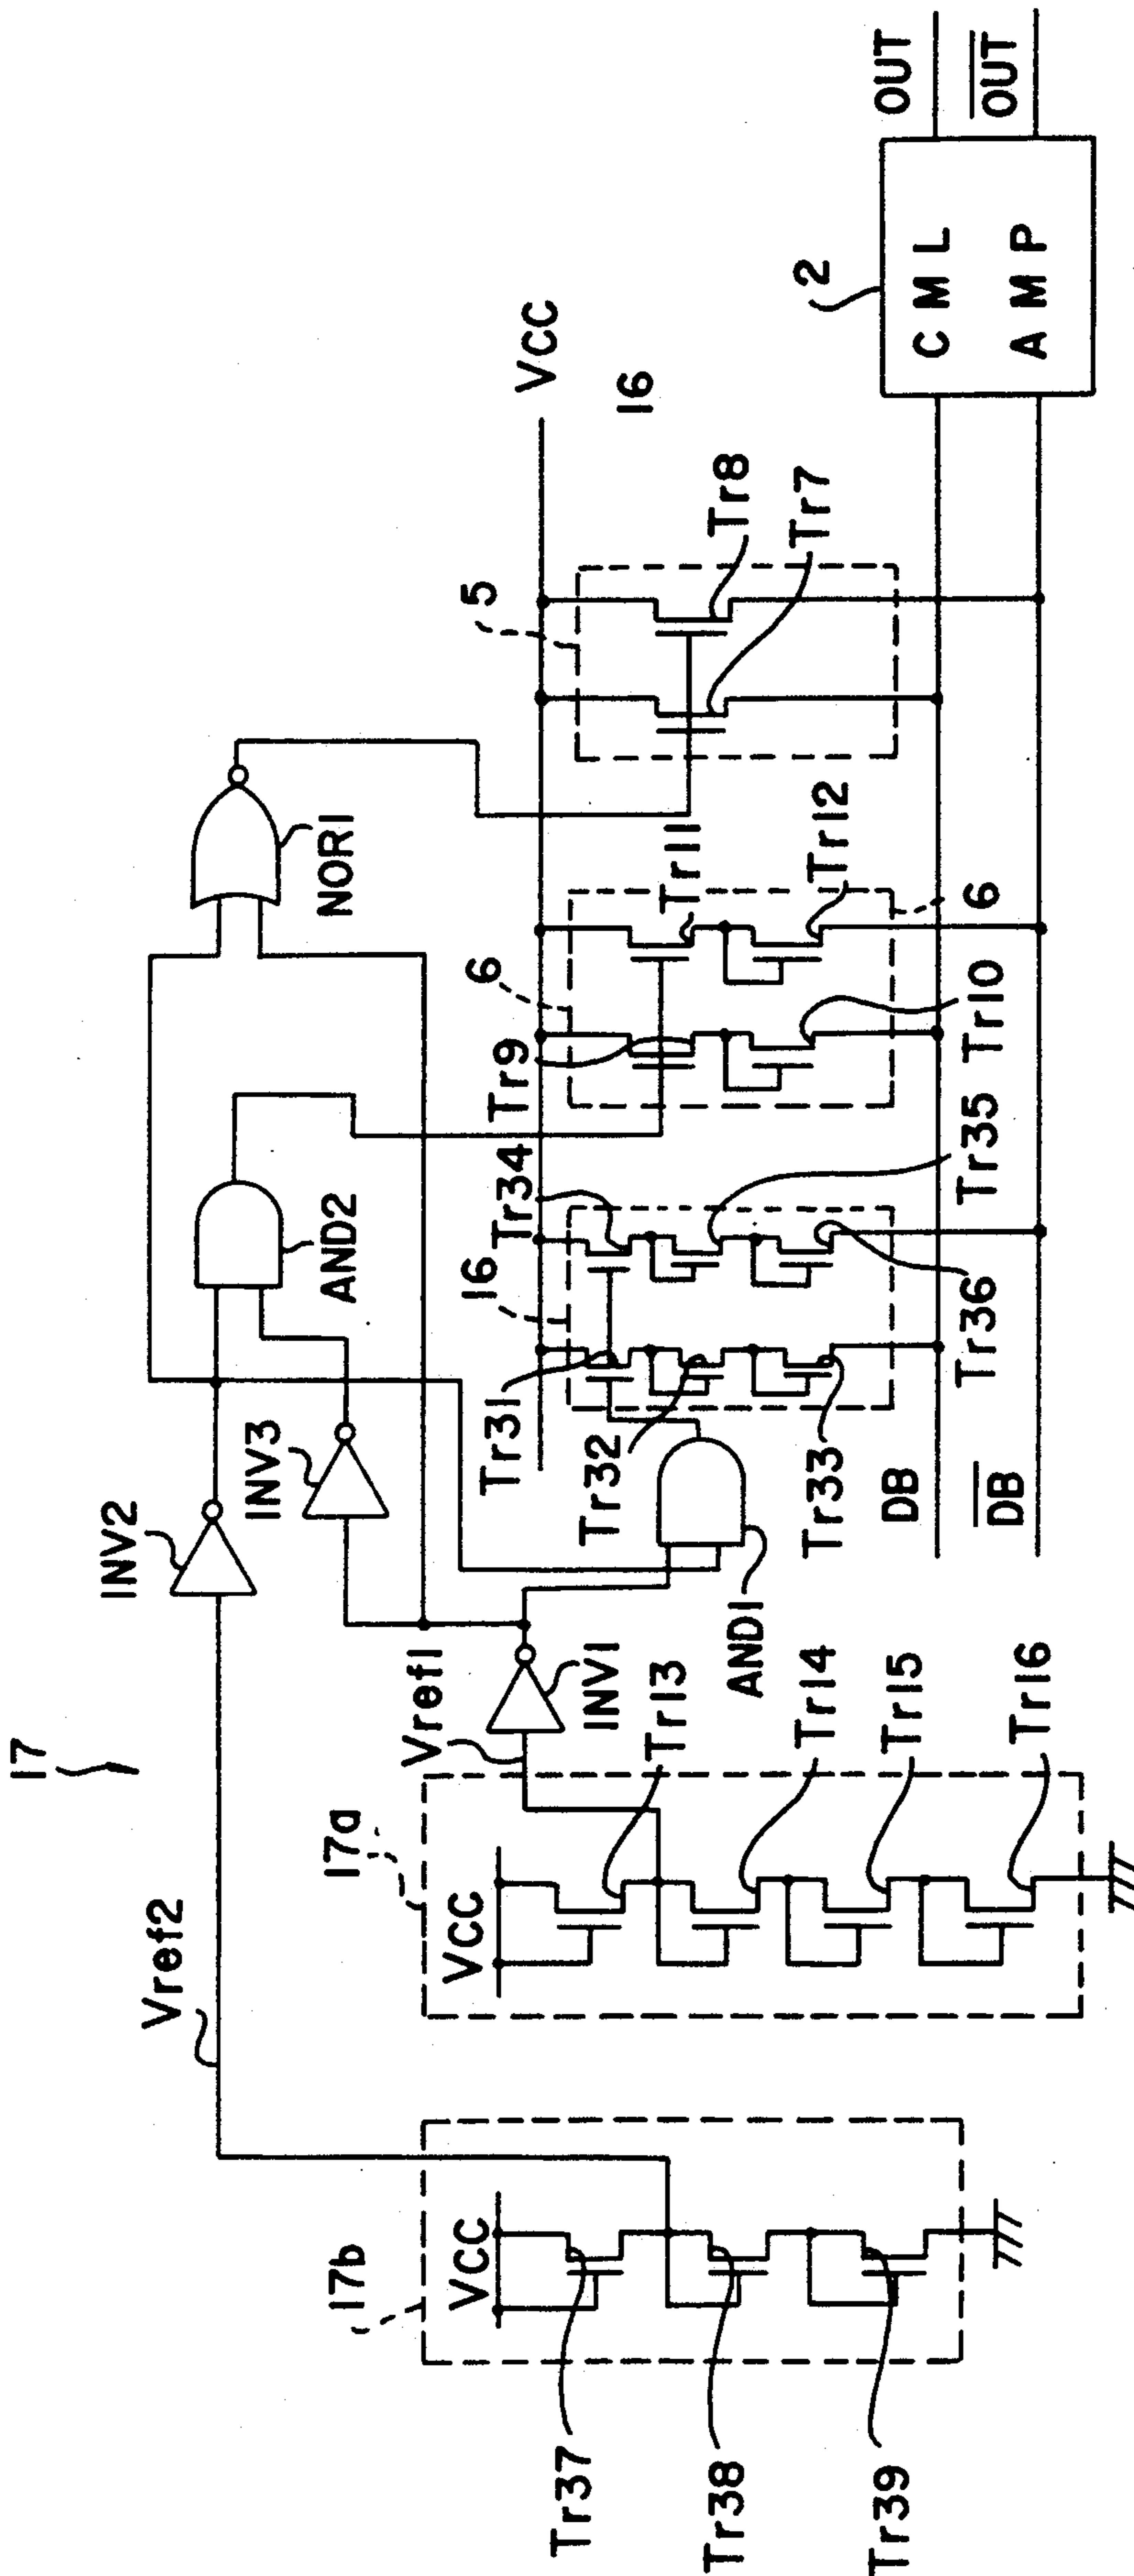 17
Vref2
INV2
INV3
AND2
NOR1
Vref1
INV1
17b
17a
VCC
VCC
Tr37
Tr38
Tr39
Tr13
Tr14
Tr15
Tr16
AND1
Tr31
Tr32
Tr33
16
Tr34
Tr35
Tr36
6
Tr9
Tr10
Tr11
Tr12
6
5
Tr8
Tr7
VCC
16
DB
D̅B̅
2
CML
AMP
OUT
O̅U̅T̅